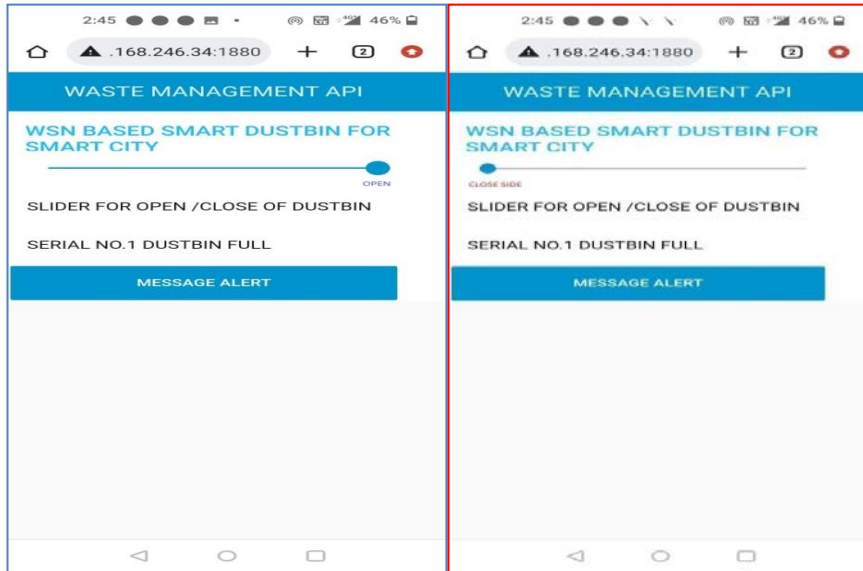 2:45 46%
.168.246.34:1880 2
WASTE MANAGEMENT API
WSN BASED SMART DUSTBIN FOR
SMART CITY
OPEN
SLIDER FOR OPEN /CLOSE OF DUSTBIN
SERIAL NO.1 DUSTBIN FULL
MESSAGE ALERT
2:45 46%
.168.246.34:1880 2
WASTE MANAGEMENT API
WSN BASED SMART DUSTBIN FOR
SMART CITY
CLOSE SIDE
SLIDER FOR OPEN /CLOSE OF DUSTBIN
SERIAL NO.1 DUSTBIN FULL
MESSAGE ALERT